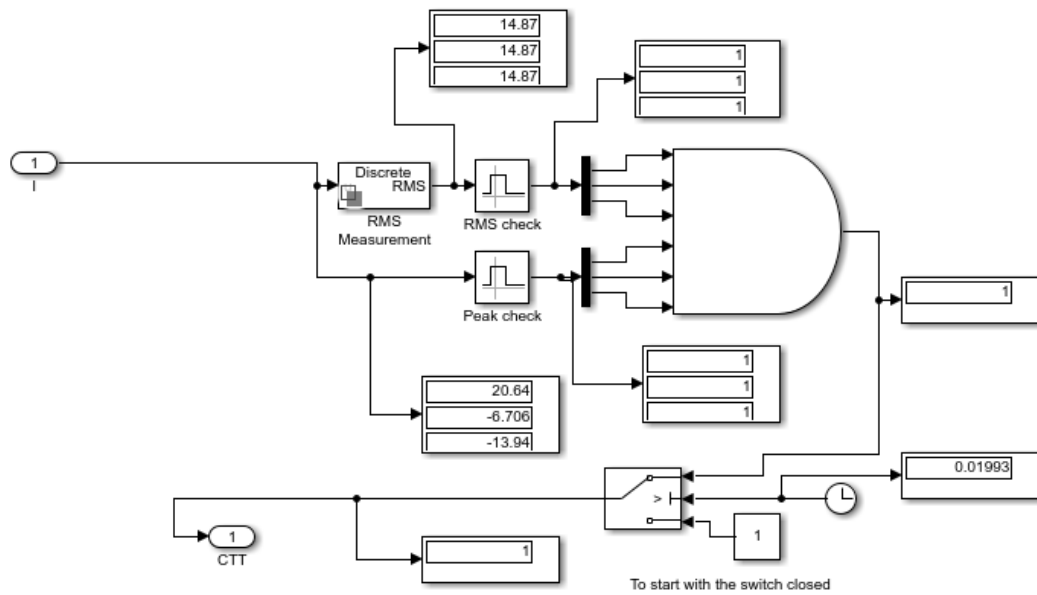 14.87
14.87
14.87
1
1
1
1
I
Discrete
RMS
RMS
Measurement
RMS check
Peak check
1
1
1
1
20.64
-6.706
-13.94
0.01993
>
1
CTT
1
1
To start with the switch closed